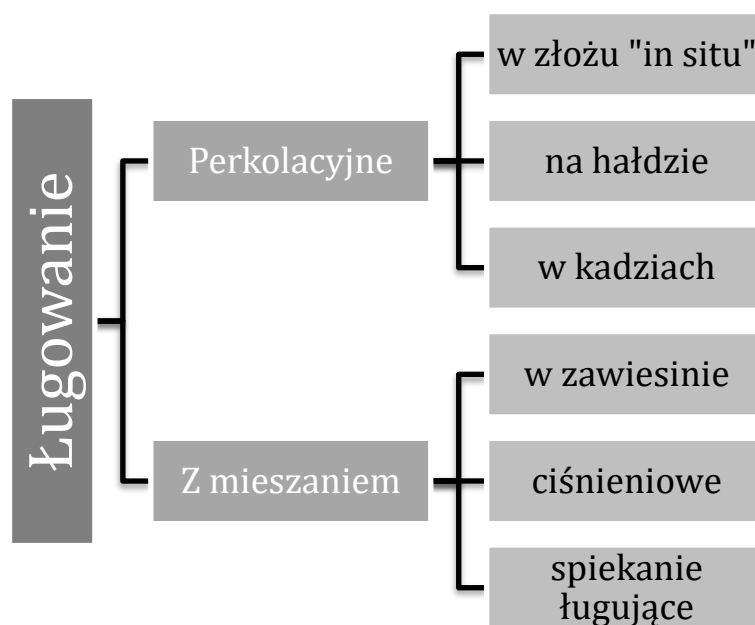 Ługowanie
Perkolacyjne
w złożu "in situ"
na hałdzie
w kadziach
Z mieszaniem
w zawiesinie
ciśnieniowe
spiekanie
ługujące